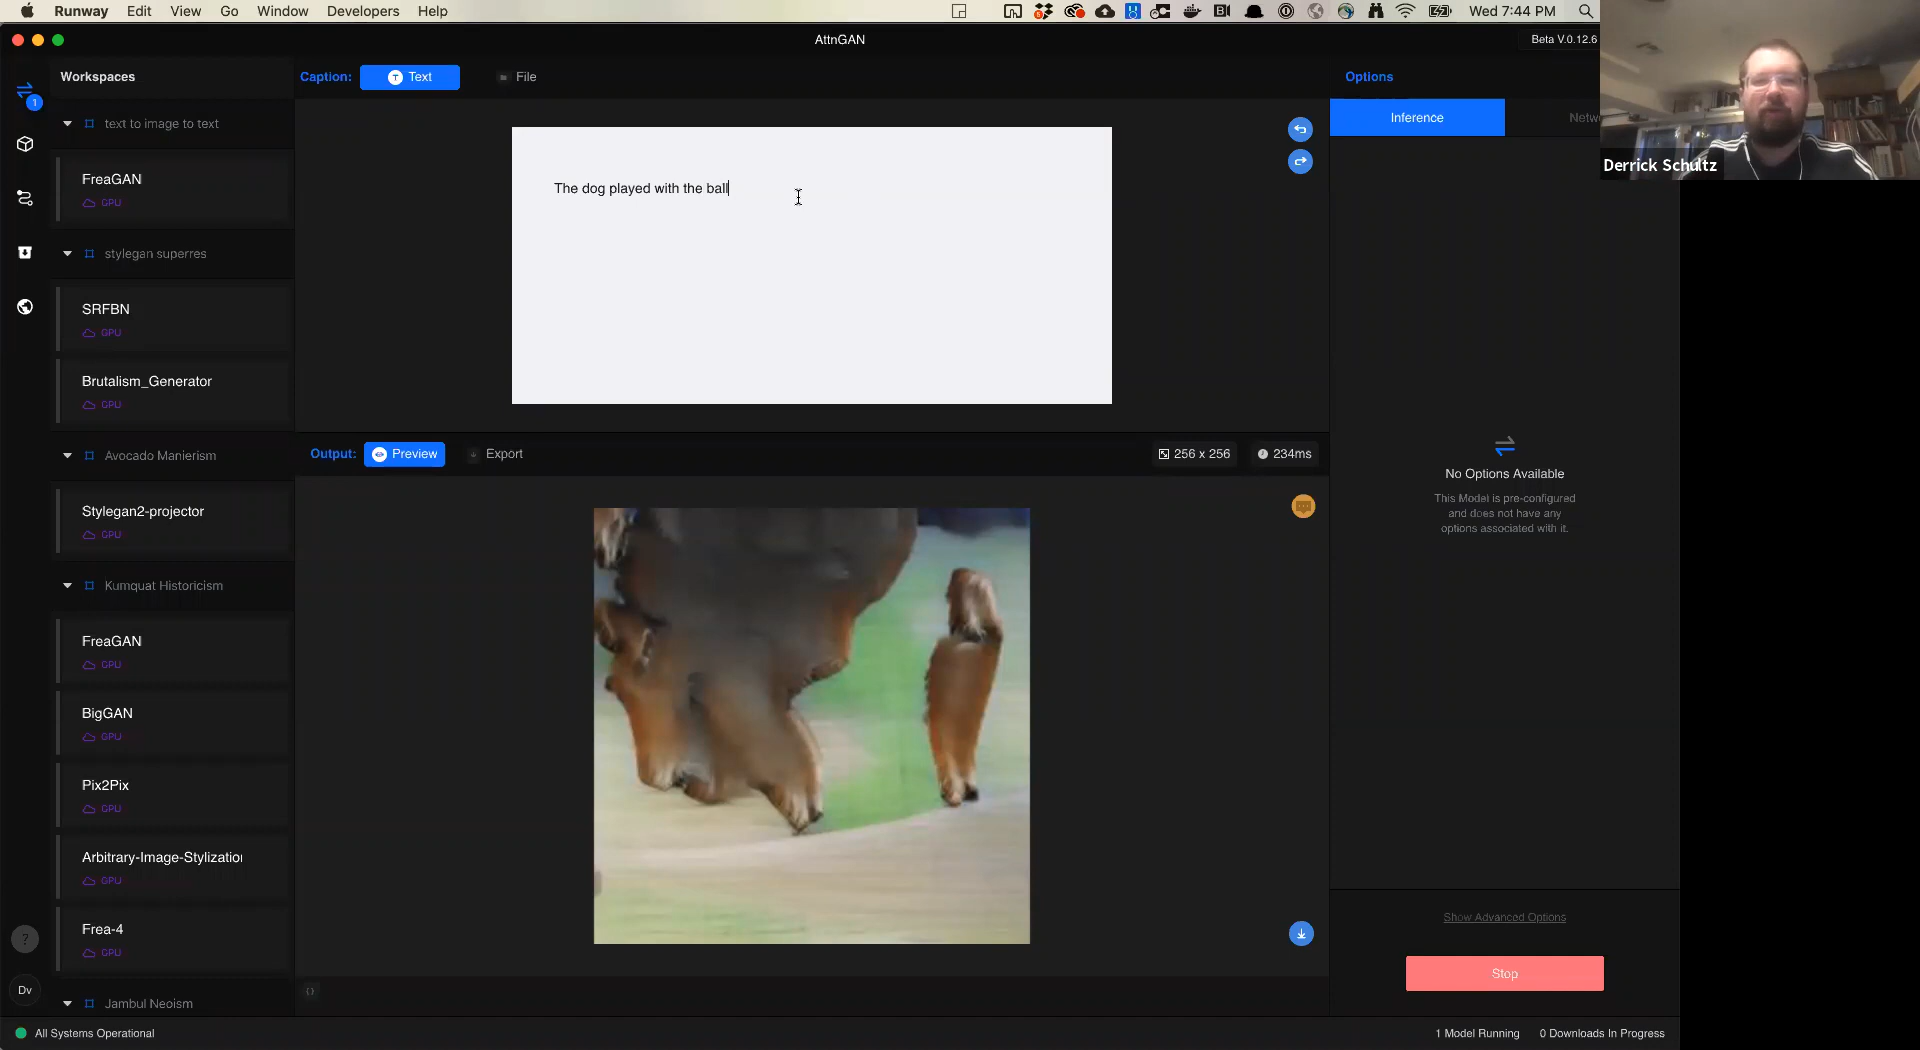 Runway Edit View Go Window Developers Help
Wed 7:44 PM
AttnGAN
Beta V.0.12.6
Workspaces
1
text to image to text
FreaGAN
GPU
stylegan superres
SRFBN
GPU
Brutalism_Generator
GPU
Avocado Manierism
Stylegan2-projector
GPU
Kumquat Historicism
FreaGAN
GPU
BigGAN
GPU
Pix2Pix
GPU
Arbitrary-Image-Stylization
GPU
Frea-4
GPU
Jambul Neoism
?
Dv
Caption: Text File
The dog played with the ball
Output: Preview Export 256 x 256 234ms
{}
Options
Inference Netw
No Options Available
This Model is pre-configured
and does not have any
options associated with it.
Show Advanced Options
Stop
Derrick Schultz
All Systems Operational
1 Model Running 0 Downloads In Progress